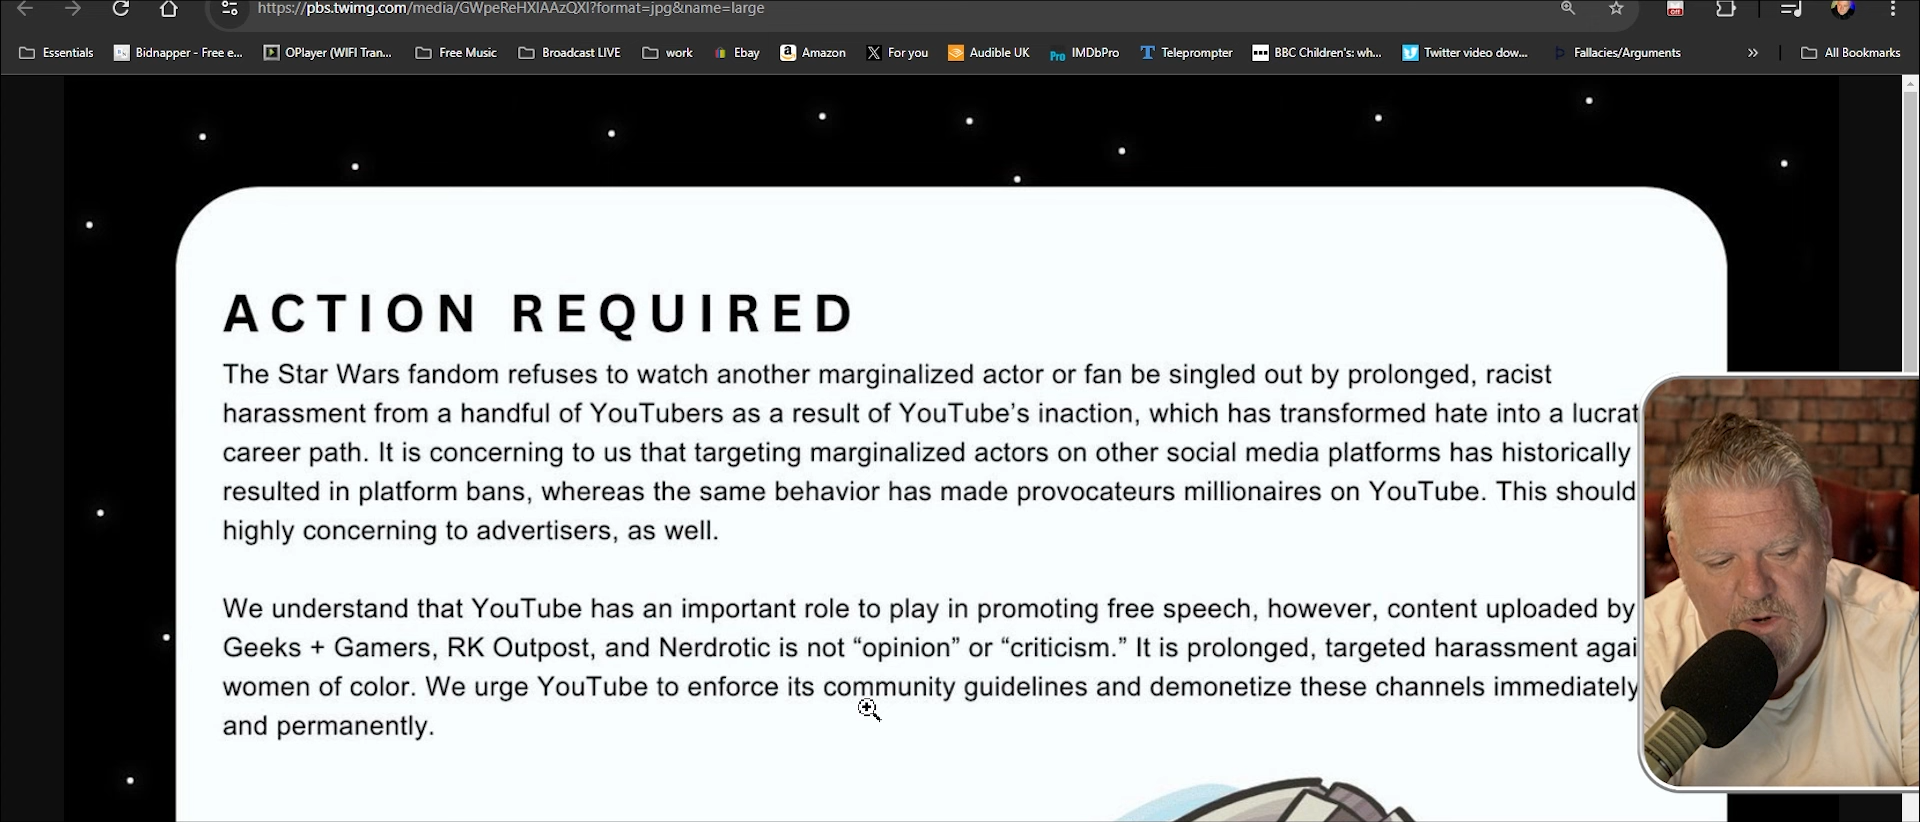 https://pbs.twimg.com/media/GWpeReHXIAAzQXI?format=jpg&name=large
Essentials Bidnapper - Free e... OPlayer (WIFI Tran... Free Music Broadcast LIVE work Ebay Amazon For you Audible UK Pro IMDbPro Teleprompter BBC Children's: wh... Twitter video dow... Fallacies/Arguments » All Bookmarks
ACTION REQUIRED
The Star Wars fandom refuses to watch another marginalized actor or fan be singled out by prolonged, racist
harassment from a handful of YouTubers as a result of YouTube's inaction, which has transformed hate into a lucrat
career path. It is concerning to us that targeting marginalized actors on other social media platforms has historically
resulted in platform bans, whereas the same behavior has made provocateurs millionaires on YouTube. This should
highly concerning to advertisers, as well.
We understand that YouTube has an important role to play in promoting free speech, however, content uploaded by
Geeks + Gamers, RK Outpost, and Nerdrotic is not “opinion” or “criticism.” It is prolonged, targeted harassment agai
women of color. We urge YouTube to enforce its community guidelines and demonetize these channels immediately
and permanently.